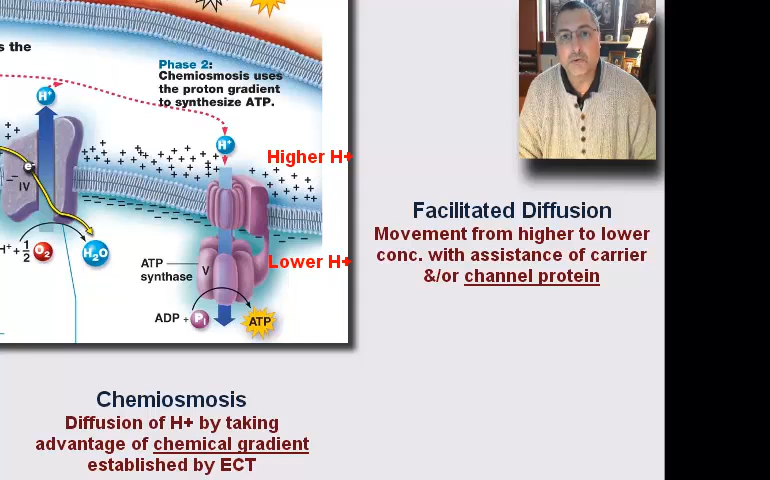 s the
Phase 2:
Chemiosmosis uses
the proton gradient
to synthesize ATP.
H+
H+
Higher H+
e-
IV
H+ + 1/2 O2
H2O
ATP
synthase
V
Lower H+
ADP + Pi
ATP
Facilitated Diffusion
Movement from higher to lower
conc. with assistance of carrier
&/or channel protein
Chemiosmosis
Diffusion of H+ by taking
advantage of chemical gradient
established by ECT